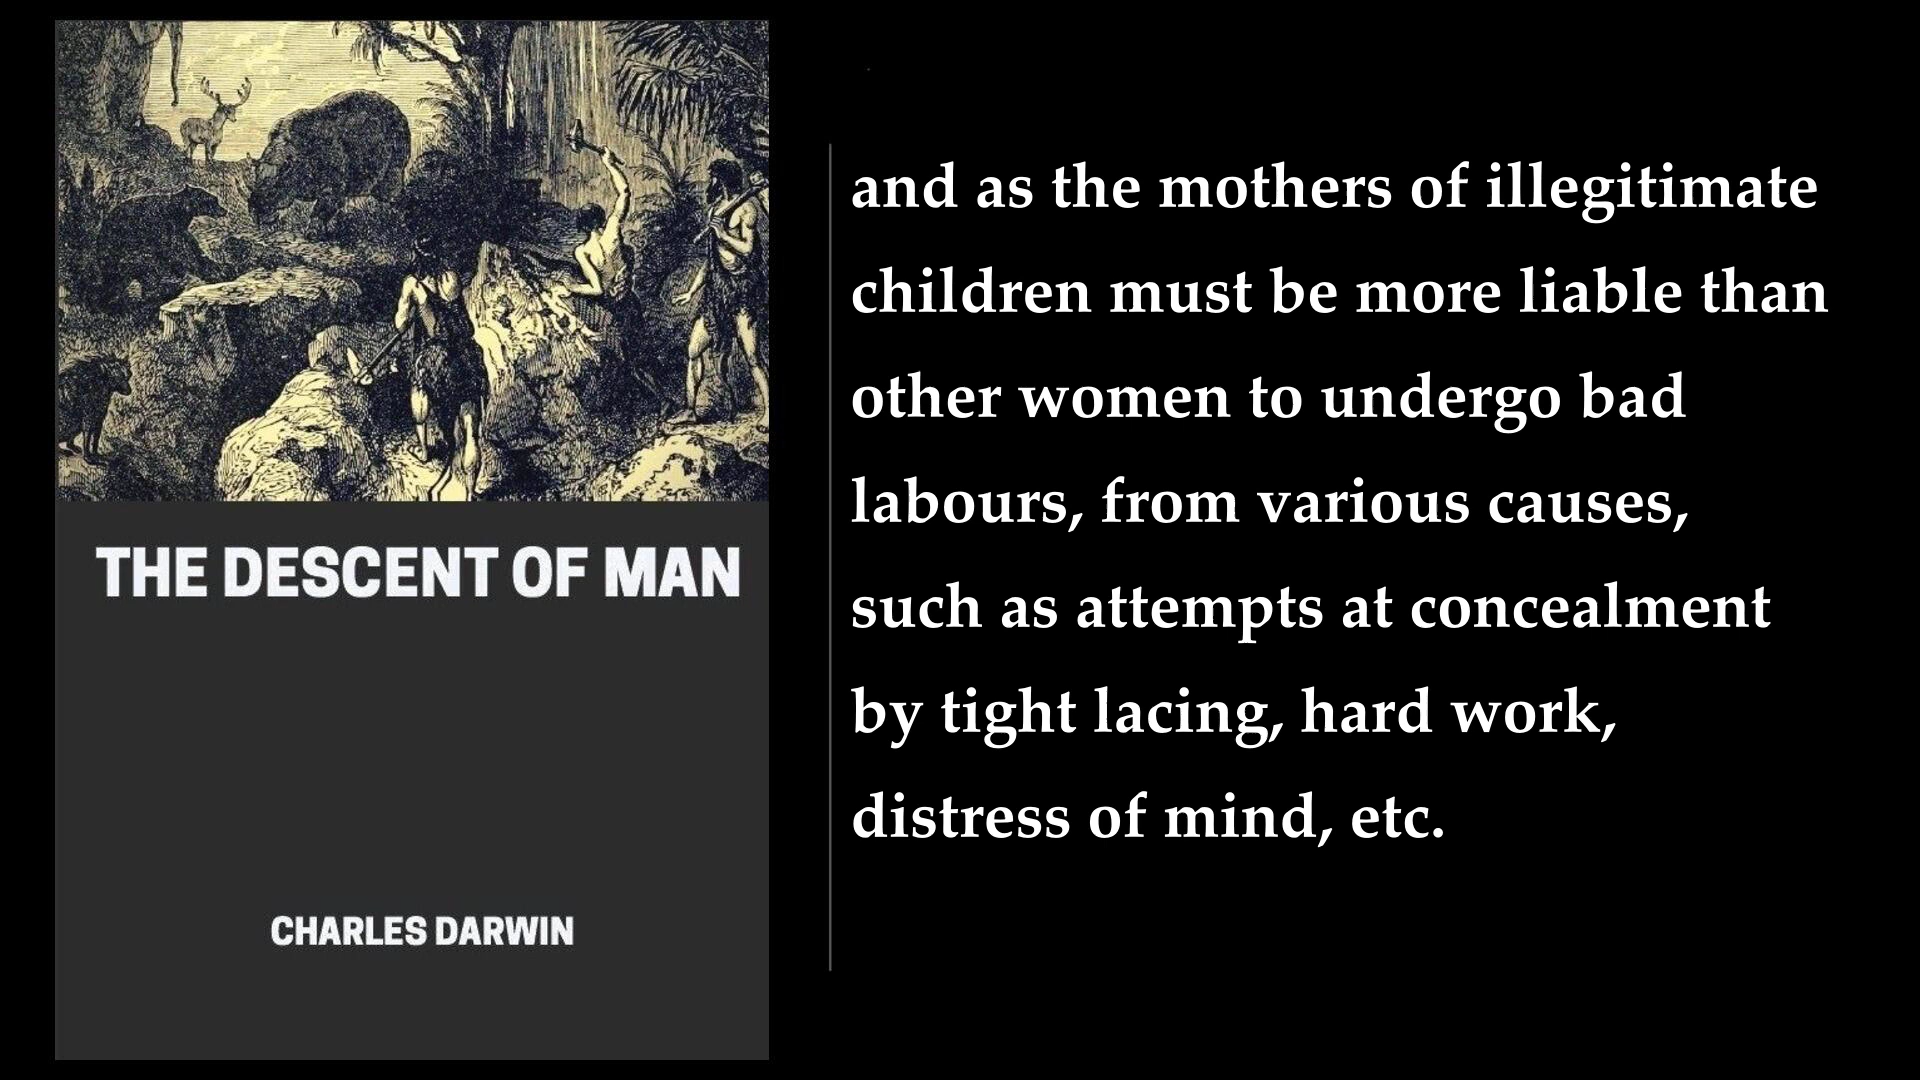 THE DESCENT OF MAN
CHARLES DARWIN
and as the mothers of illegitimate
children must be more liable than
other women to undergo bad
labours, from various causes,
such as attempts at concealment
by tight lacing, hard work,
distress of mind, etc.